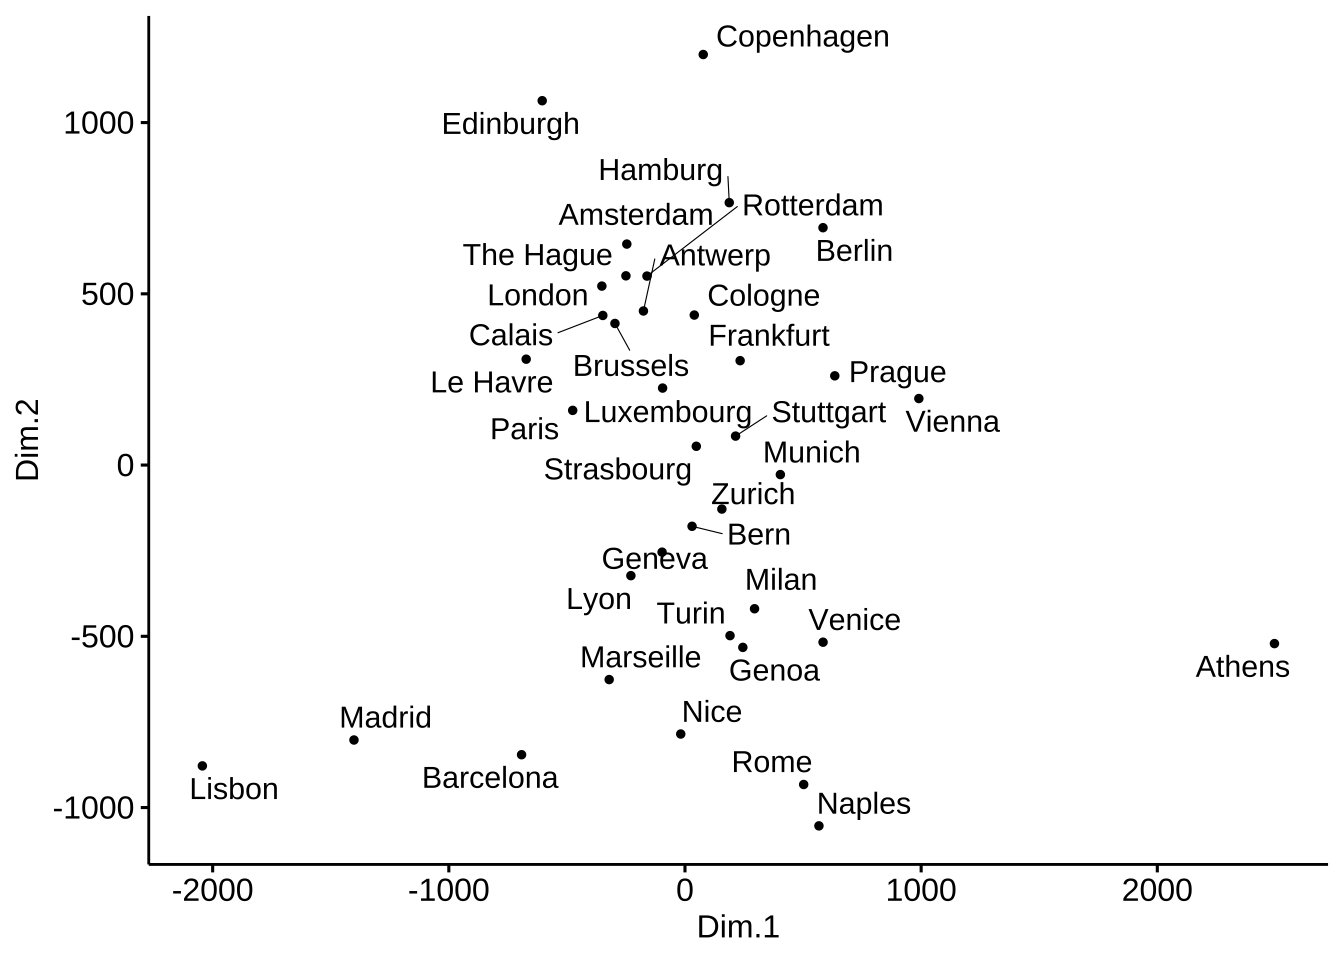 Copenhagen
Edinburgh
1000
Hamburg
Rotterdam
Amsterdam
Berlin
The Hague
Antwerp
500
London
Cologne
Calais
Frankfurt
Brussels
Prague
Le Havre
Luxembourg
Stuttgart
Vienna
Paris
Dim.2
Munich
0
Strasbourg
Zurich
Bern
Geneva
Milan
Lyon
Turin
Venice
-500
Marseille
Genoa
Athens
Madrid
Nice
Rome
Barcelona
Lisbon
Naples
-1000
-2000 -1000 0 1000 2000
Dim.1